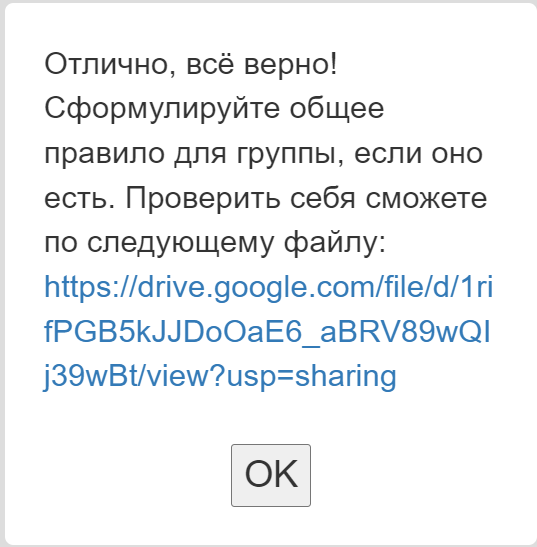 Отлично, всё верно!
Сформулируйте общее
правило для группы, если оно
есть. Проверить себя сможете
по следующему файлу:
https://drive.google.com/file/d/1ri
fPGB5kJJDoOaE6_aBRV89wQI
j39wBt/view?usp=sharing
OK